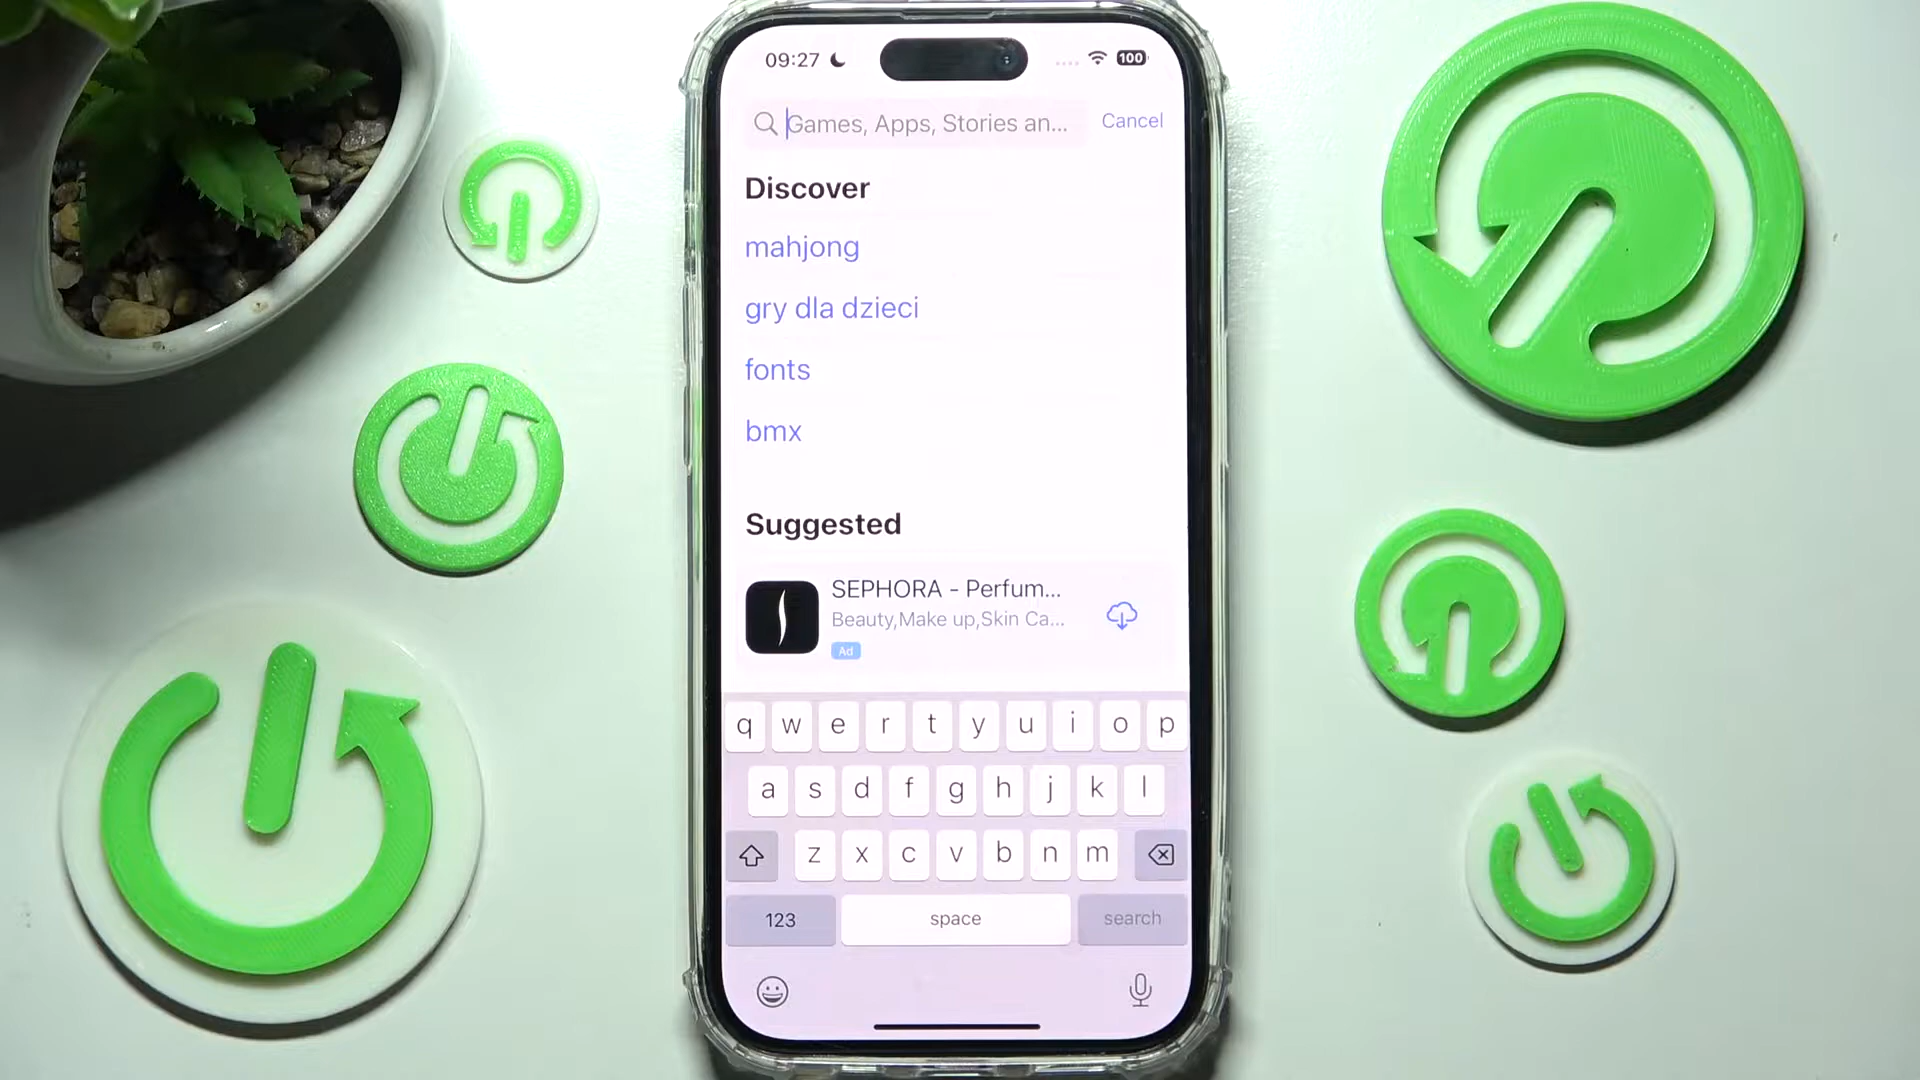 09:27
100
Games, Apps, Stories an...
Cancel
Discover
mahjong
gry dla dzieci
fonts
bmx
Suggested
SEPHORA - Perfum...
Beauty,Make up,Skin Ca...
Ad
q w e r t y u i o p
a s d f g h j k l
z x c v b n m
123 space search